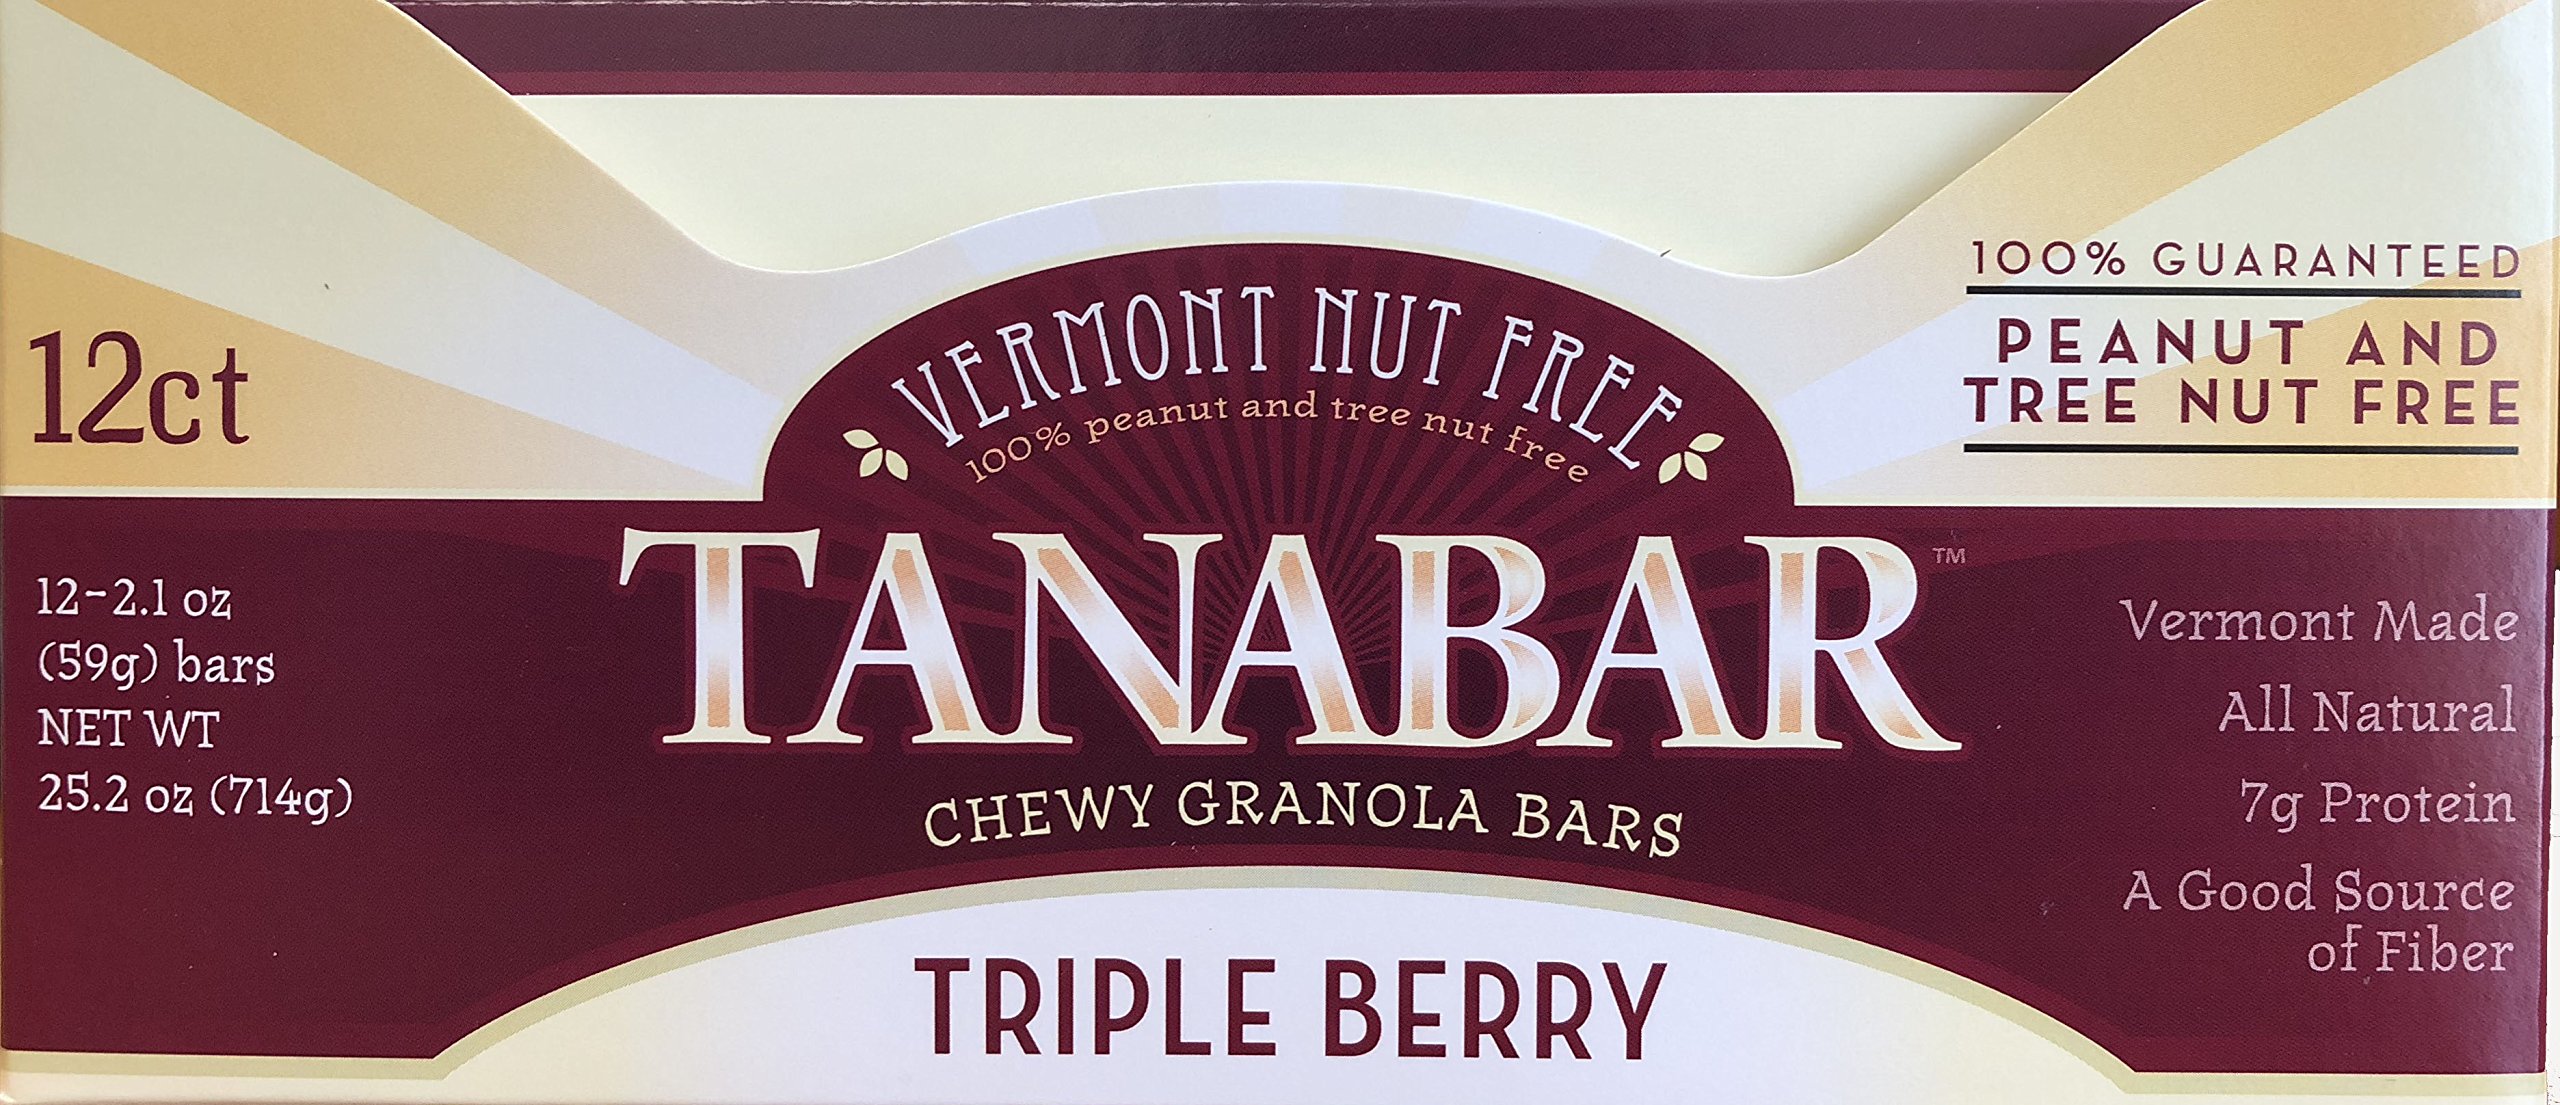 12ct
VERMONT NUT FREE
100% peanut and tree nut free
100% GUARANTEED
PEANUT AND
TREE NUT FREE
TANABAR™
CHEWY GRANOLA BARS
TRIPLE BERRY
12-2.1 oz
(59g) bars
NET WT
25.2 oz (714g)
Vermont Made
All Natural
7g Protein
A Good Source
of Fiber